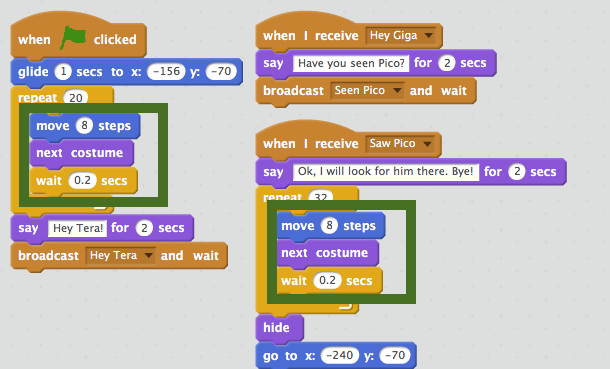 when clicked
glide 1 secs to x: -156 y: -70
repeat 20
move 8 steps
next costume
wait 0.2 secs
say Hey Tera! for 2 secs
broadcast Hey Tera and wait
when I receive Hey Giga
say Have you seen Pico? for 2 secs
broadcast Seen Pico and wait
when I receive Saw Pico
say Ok, I will look for him there. Bye! for 2 secs
repeat 32
move 8 steps
next costume
wait 0.2 secs
hide
go to x: -240 y: -70